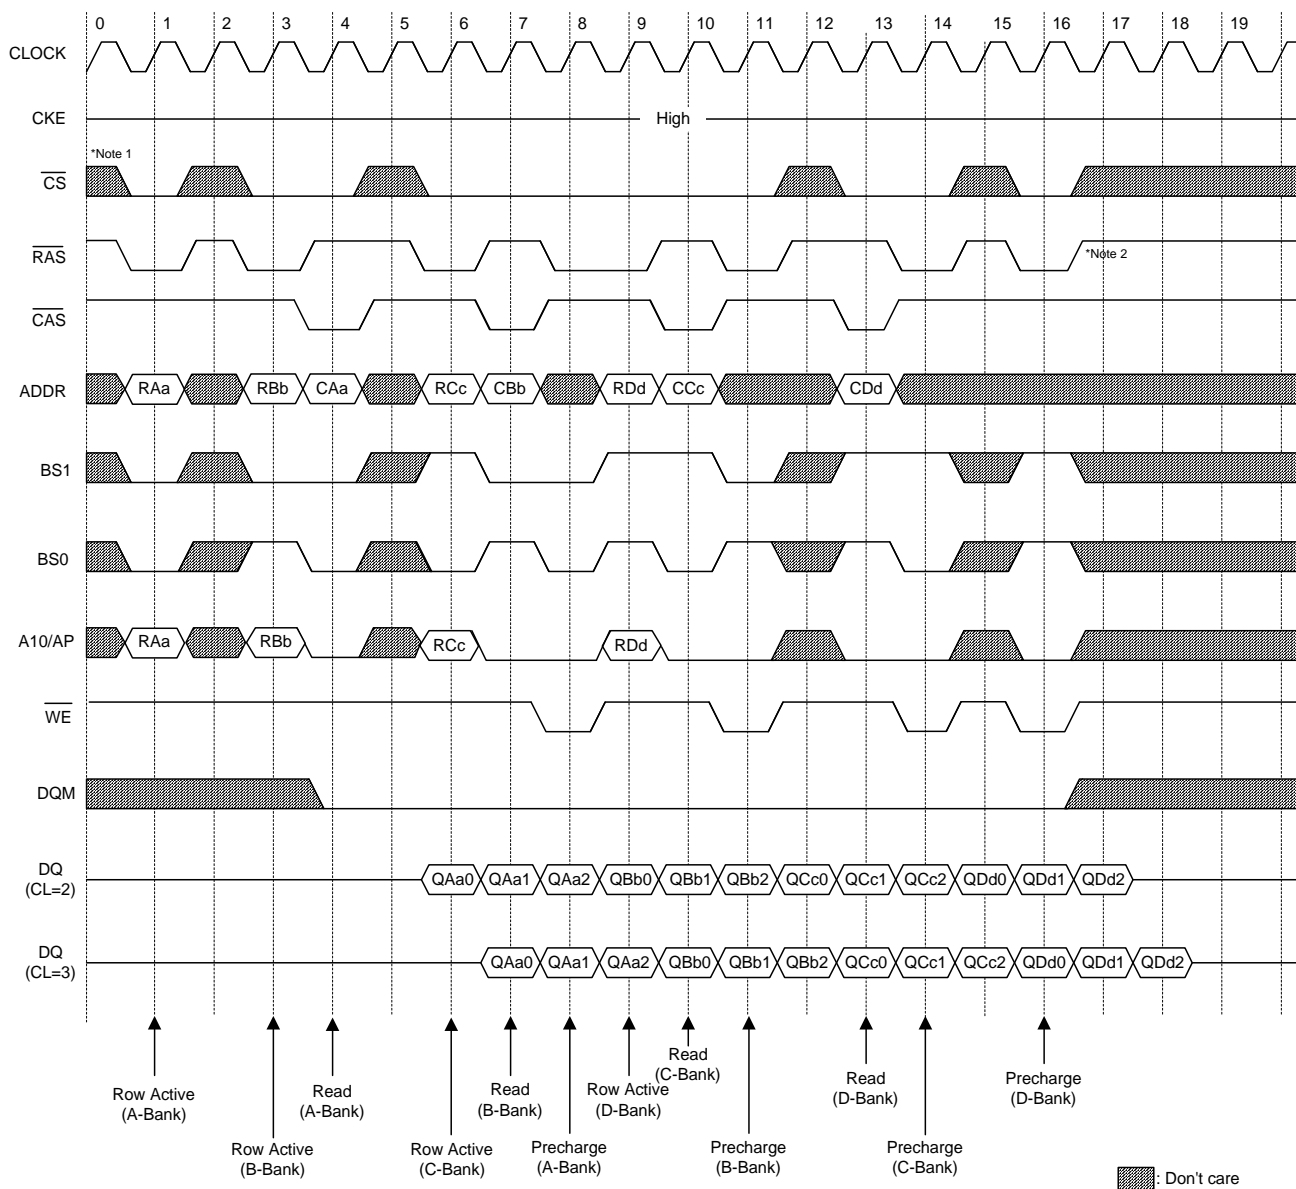 0 1 2 3 4 5 6 7 8 9 10 11 12 13 14 15 16 17 18 19
CLOCK
CKE High
*Note 1
CS
RAS *Note 2
CAS
ADDR RAa RBb CAa RCc CBb RDd CCc CDd
BS1
BS0
A10/AP RAa RBb RCc RDd
WE
DQM
DQ
(CL=2) QAa0 QAa1 QAa2 QBb0 QBb1 QBb2 QCc0 QCc1 QCc2 QDd0 QDd1 QDd2
DQ
(CL=3) QAa0 QAa1 QAa2 QBb0 QBb1 QBb2 QCc0 QCc1 QCc2 QDd0 QDd1 QDd2
Row Active
(A-Bank)
Row Active
(B-Bank)
Read
(A-Bank)
Row Active
(C-Bank)
Read
(B-Bank)
Precharge
(A-Bank)
Row Active
(D-Bank)
Read
(C-Bank)
Precharge
(B-Bank)
Read
(D-Bank)
Precharge
(C-Bank)
Precharge
(D-Bank)
: Don't care